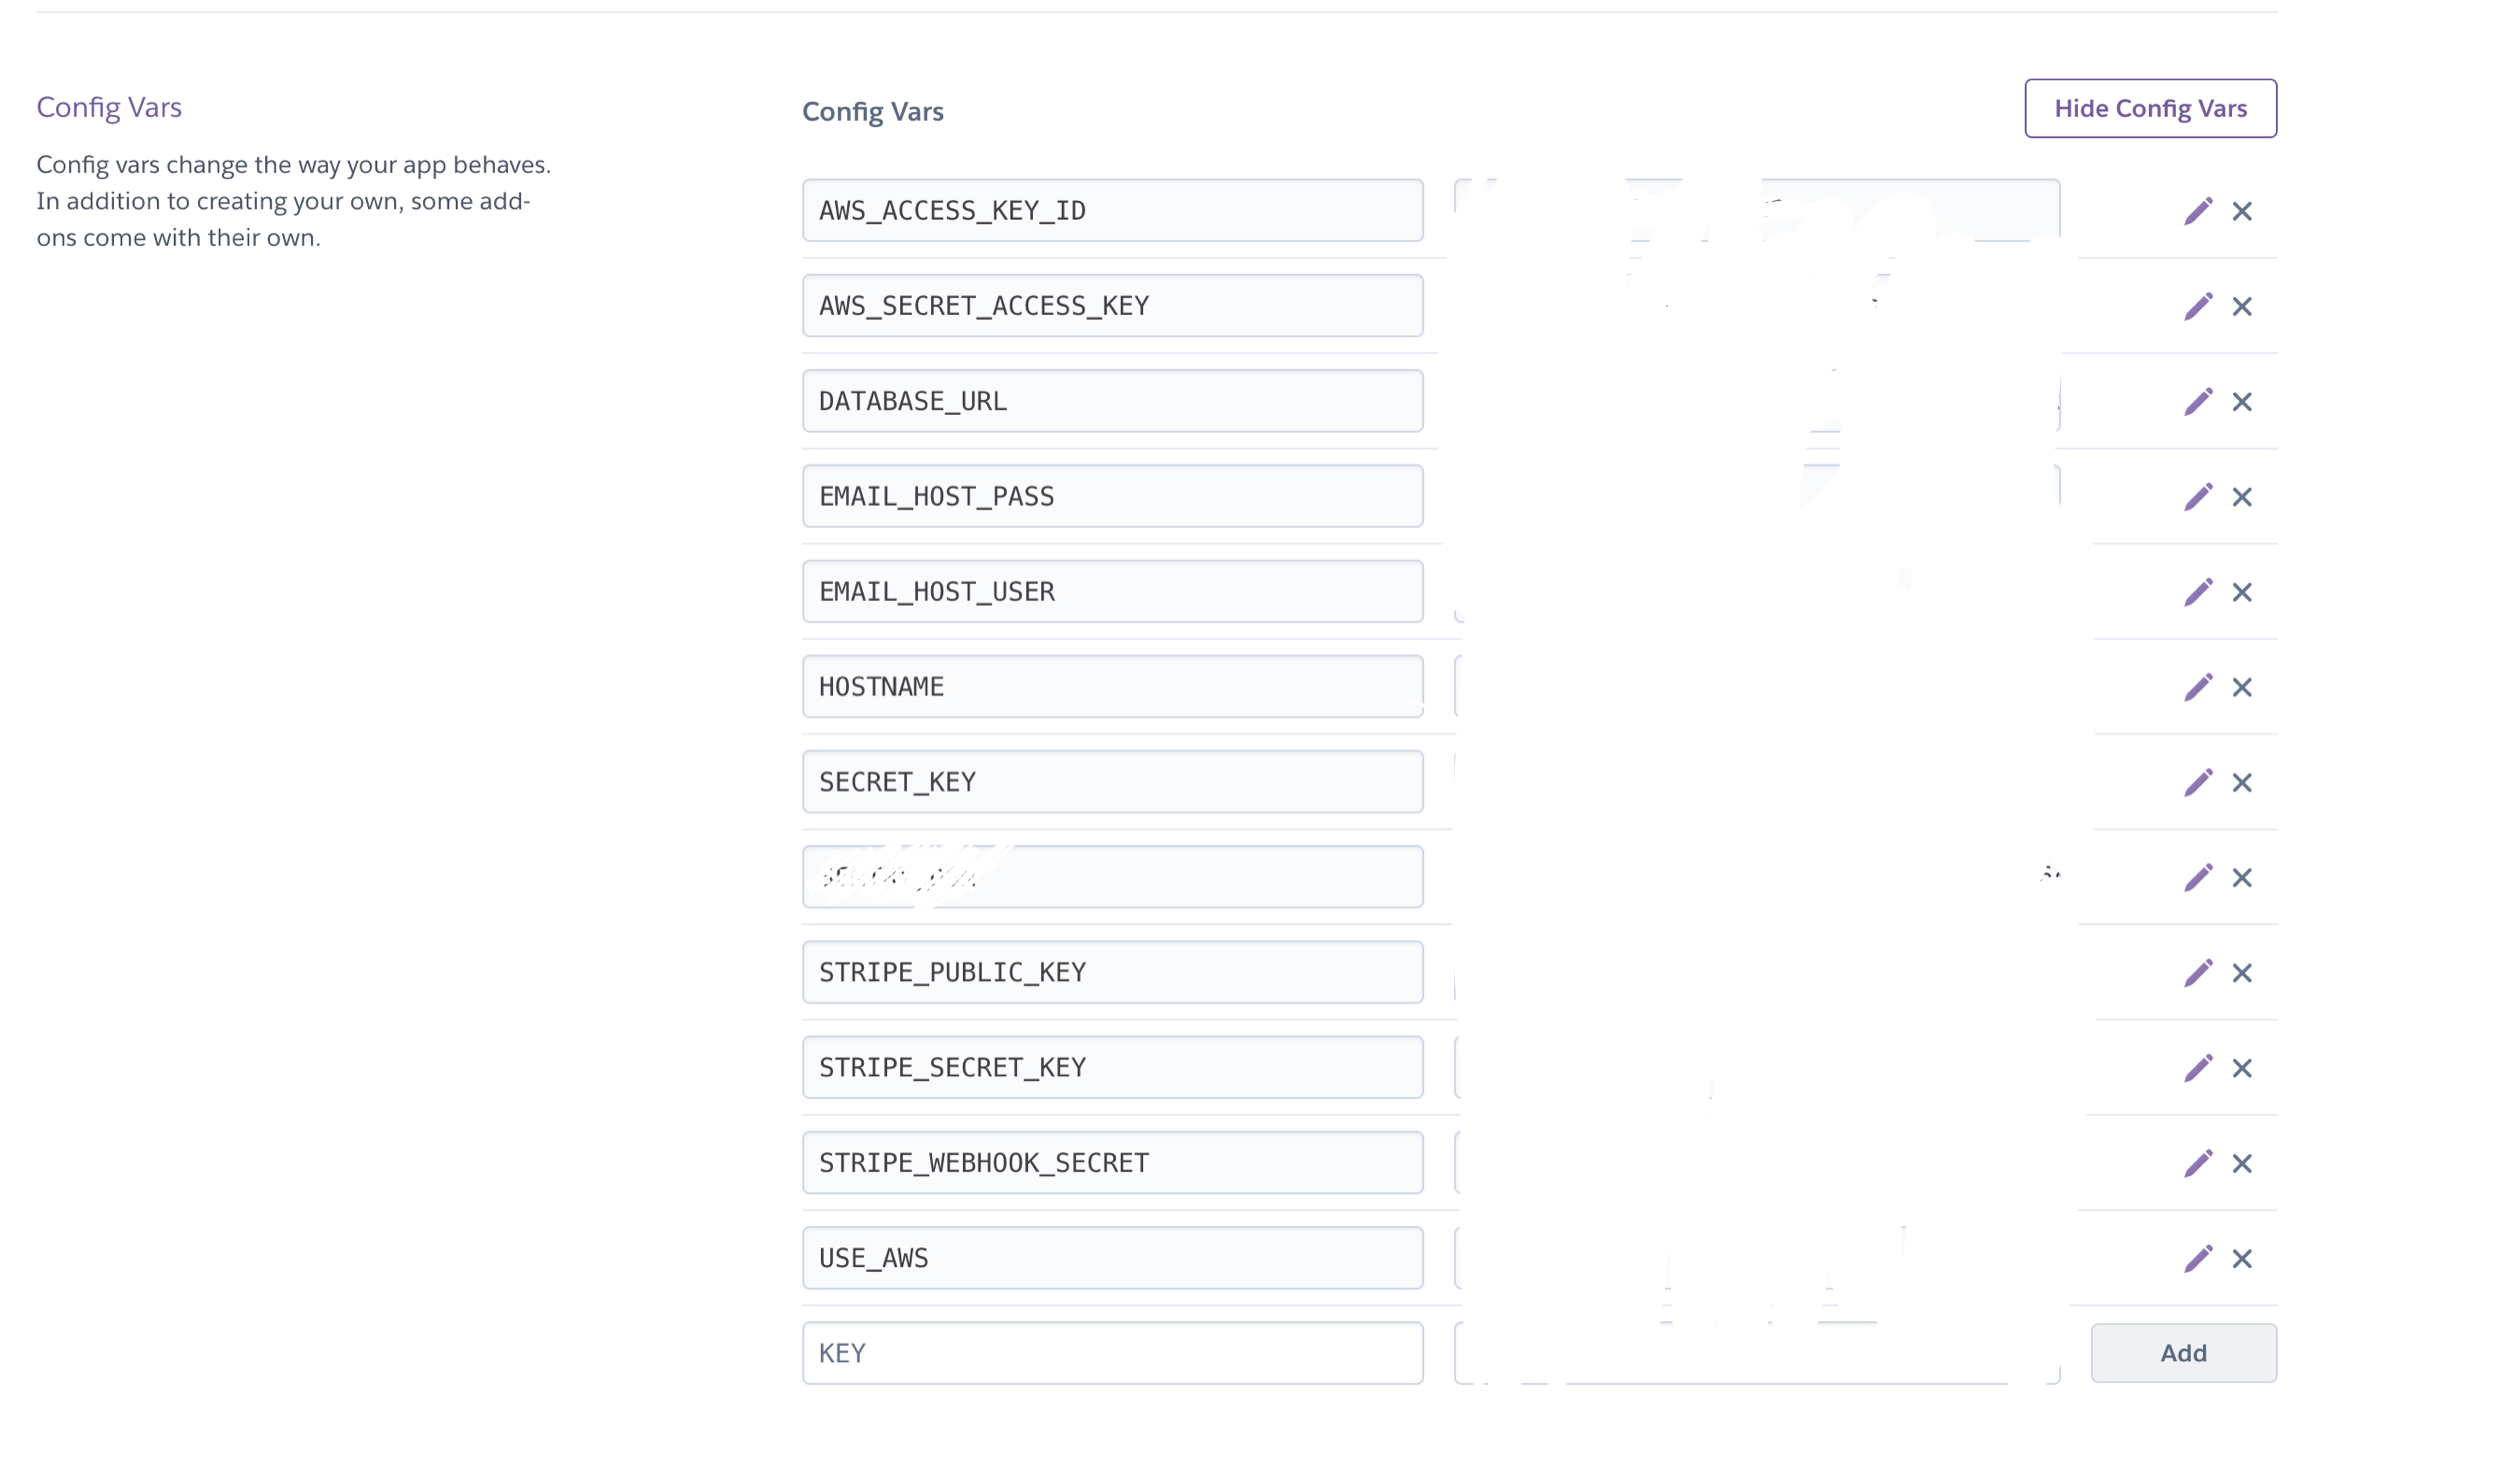 Config Vars
Config vars change the way your app behaves.
In addition to creating your own, some add-
ons come with their own.
Config Vars
Hide Config Vars
AWS_ACCESS_KEY_ID
AWS_SECRET_ACCESS_KEY
DATABASE_URL
EMAIL_HOST_PASS
EMAIL_HOST_USER
HOSTNAME
SECRET_KEY
STRIPE_PUBLIC_KEY
STRIPE_SECRET_KEY
STRIPE_WEBHOOK_SECRET
USE_AWS
KEY
Add